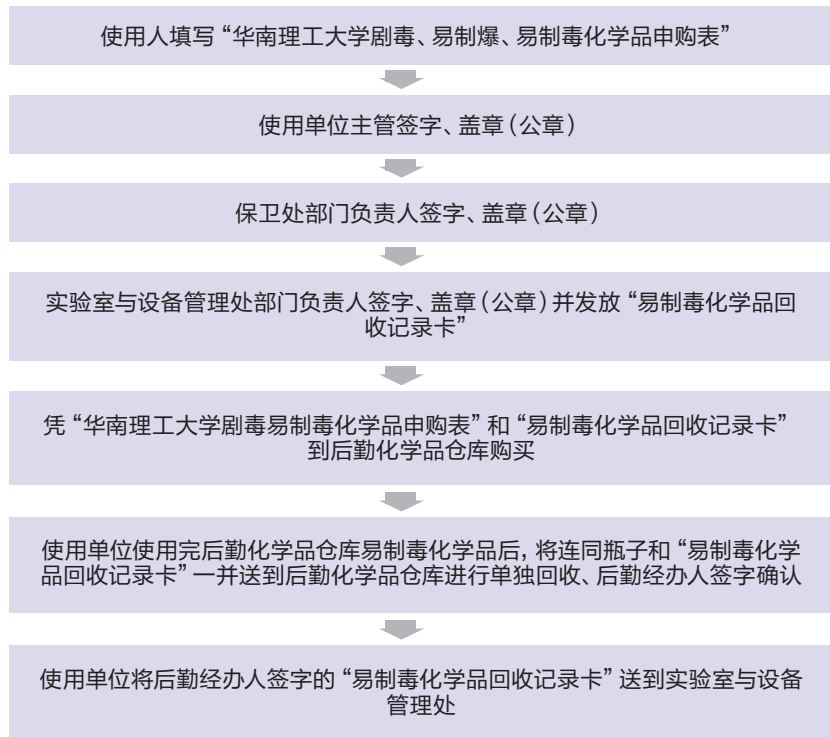 使用人填写“华南理工大学剧毒、易制爆、易制毒化学品申购表”
使用单位主管签字、盖章(公章)
保卫处部门负责人签字、盖章(公章)
实验室与设备管理处部门负责人签字、盖章(公章)并发放“易制毒化学品回
收记录卡”
凭“华南理工大学剧毒易制毒化学品申购表”和“易制毒化学品回收记录卡”
到后勤化学品仓库购买
使用单位使用完后勤化学品仓库易制毒化学品后, 将连同瓶子和“易制毒化学
品回收记录卡”一并送到后勤化学品仓库进行单独回收、后勤经办人签字确认
使用单位将后勤经办人签字的“易制毒化学品回收记录卡”送到实验室与设备
管理处